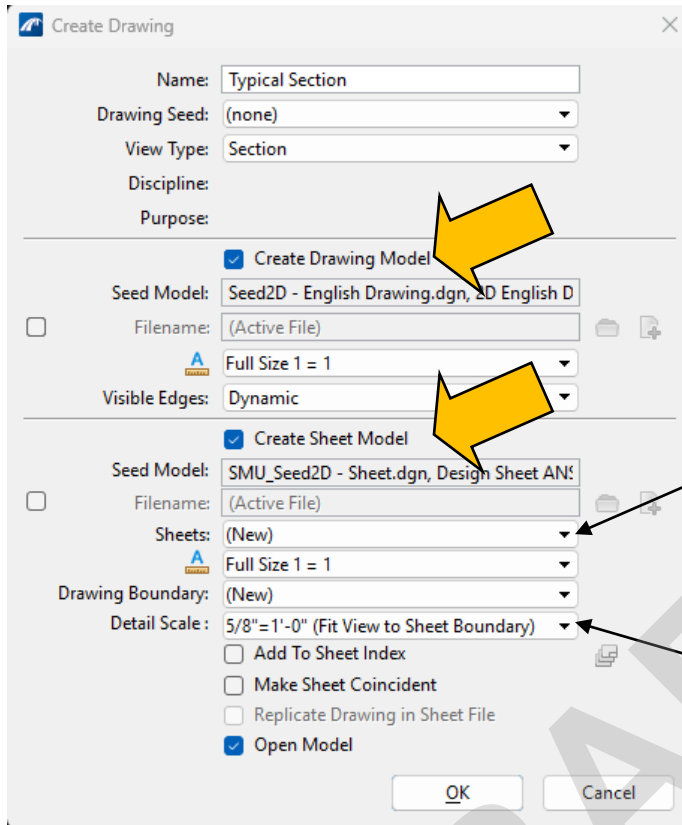 Create Drawing
Name: Typical Section
Drawing Seed: (none)
View Type: Section
Discipline:
Purpose:
Create Drawing Model
Seed Model: Seed2D - English Drawing.dgn, 2D English D
Filename: (Active File)
A Full Size 1 = 1
Visible Edges: Dynamic
Create Sheet Model
Seed Model: SMU_Seed2D - Sheet.dgn, Design Sheet ANS
Filename: (Active File)
Sheets: (New)
A Full Size 1 = 1
Drawing Boundary: (New)
Detail Scale : 5/8"=1'-0" (Fit View to Sheet Boundary)
Add To Sheet Index
Make Sheet Coincident
Replicate Drawing in Sheet File
Open Model
OK Cancel